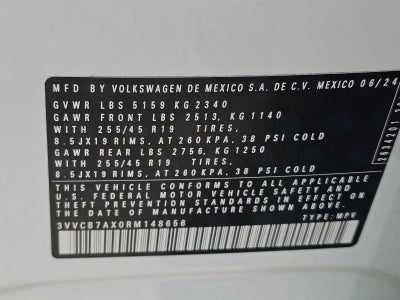 MFD BY VOLKSWAGEN DE MEXICO S.A. DE C.V. MEXICO 06/24
GVWR LBS 5159 KG 2340
GAWR FRONT LBS 2513, KG 1140
WITH 255/45 R19 TIRES,
8.5JX19 RIMS, AT 260 KPA, 38 PSI COLD
GAWR REAR LBS 2756, KG1250
WITH 255/45 R19 TIRES,
8.5JX19 RIMS, AT 260KPA, 38 PSI COLD
THIS VEHICLE CONFORMS TO ALL APPLICABLE
U.S. FEDERAL MOTOR VEHICLE SAFETY AND
THEFT PREVENTION STANDARDS IN EFFECT ON
THE DATE OF MANUFACTURE SHOWN ABOVE.
3VVCB7AX0RM148656 TYPE: MPV